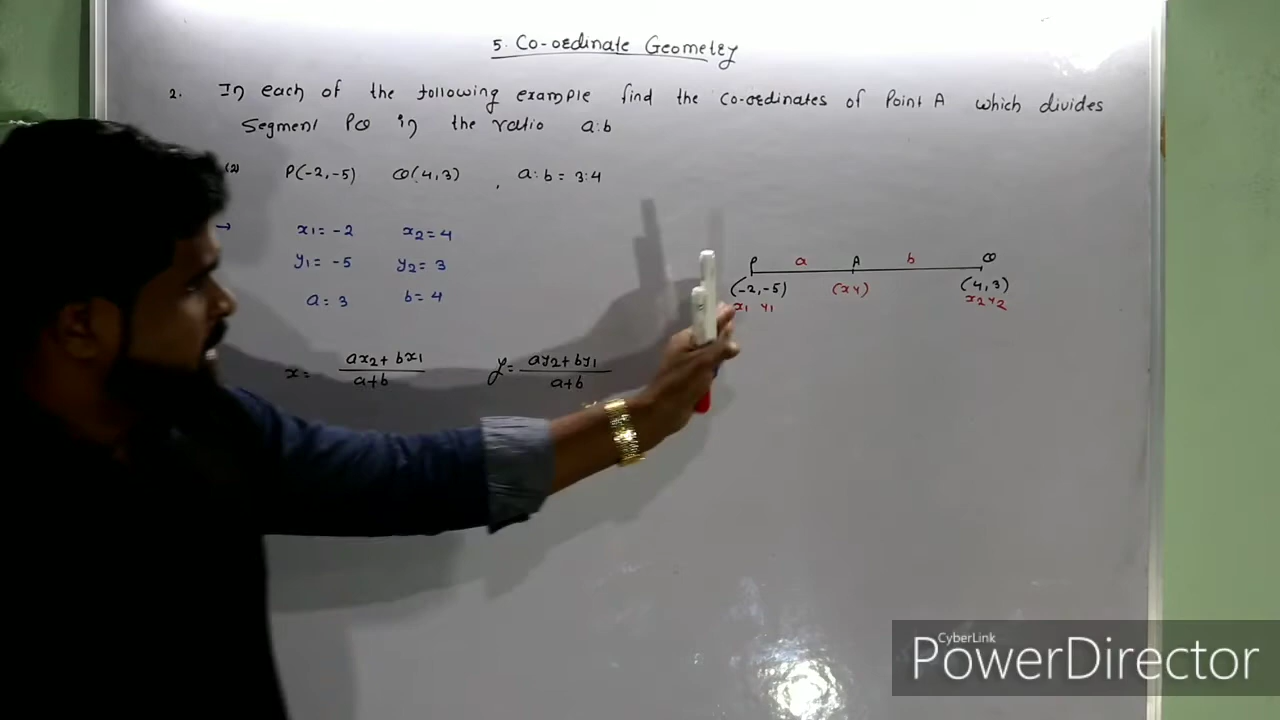 5. Co-ordinate Geometry
2. In each of the following example find the co-ordinates of Point A which divides
Segment PQ in the ratio a:b
(2) P(-2,-5) Q(4,3) , a:b = 3:4
→ x1 = -2 x2 = 4
y1 = -5 y2 = 3
a = 3 b = 4
x = ax2 + bx1 / a+b y = ay2 + by1 / a+b
P a A b Q
(-2,-5) (x y) (4,3)
x1 y1 x2 y2
CyberLink
PowerDirector